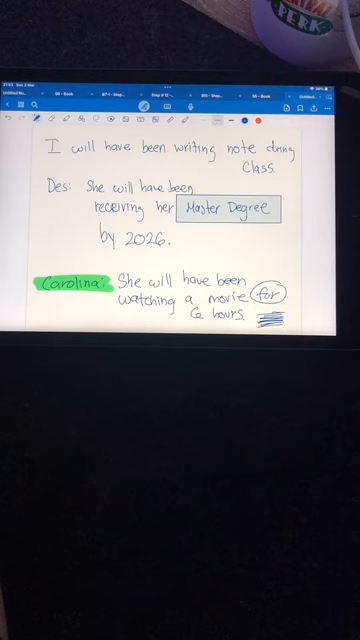 PERK
I will have been writing note during
Class.
Des: She will have been
receiving her Master Degree
by 2026.
Carolina: She will have been
watching a movie for
6 hours.